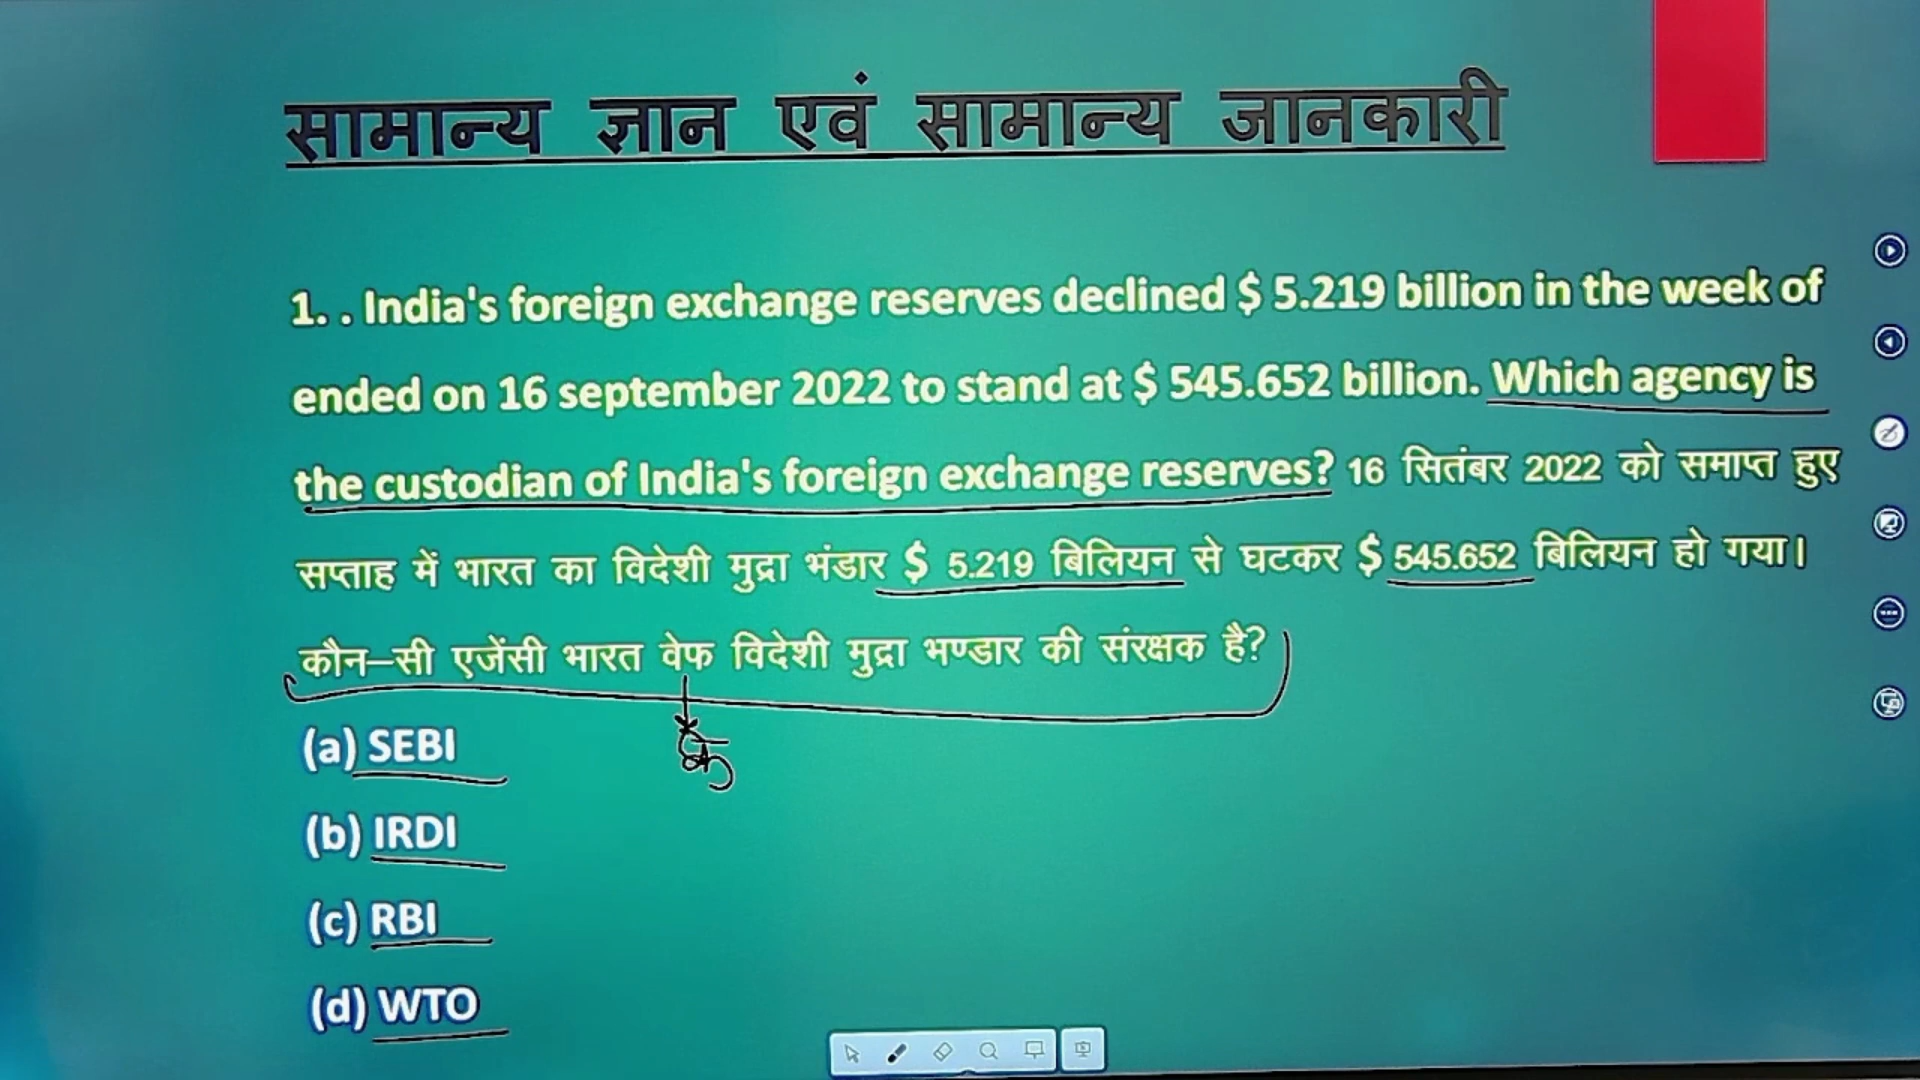 सामान्य ज्ञान एवं सामान्य जानकारी
1. . India's foreign exchange reserves declined $ 5.219 billion in the week of
ended on 16 september 2022 to stand at $ 545.652 billion. Which agency is
the custodian of India's foreign exchange reserves? 16 सितंबर 2022 को समाप्त हुए
सप्ताह में भारत का विदेशी मुद्रा भंडार $ 5.219 बिलियन से घटकर $ 545.652 बिलियन हो गया।
कौन–सी एजेंसी भारत वेफ विदेशी मुद्रा भण्डार की संरक्षक है?
के
(a) SEBI
(b) IRDI
(c) RBI
(d) WTO